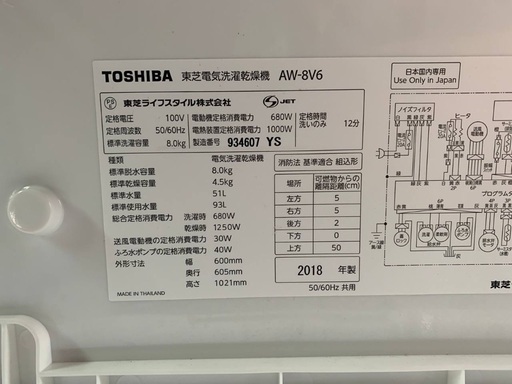 TOSHIBA 東芝電気洗濯乾燥機 AW-8V6
東芝ライフスタイル株式会社 JET
定格電圧 100V
定格周波数 50/60Hz
標準洗濯容量 8.0kg
電動機定格消費電力 680W
電熱装置定格消費電力 1000W
製造番号 934607 YS
定格時間
洗いのみ 12分
種類 電気洗濯乾燥機
標準脱水容量 8.0kg
標準乾燥容量 4.5kg
標準水量 51L
標準使用水量 93L
総合定格消費電力 洗濯時 680W
乾燥時 1250W
送風電動機の定格消費電力 30W
ふろ水ポンプの定格消費電力 40W
外形寸法 幅 600mm
奥行 605mm
高さ 1021mm
MADE IN THAILAND
消防法 基準適合 組込形
場所 可燃物からの離隔距離(cm)
左方 5
右方 5
後方 2
下方 0
上方 50
2018 年製
50/60Hz 共用
日本国内専用
Use Only in Japan
ノイズフィルタ
ヒータ
プログラムタ
東芝